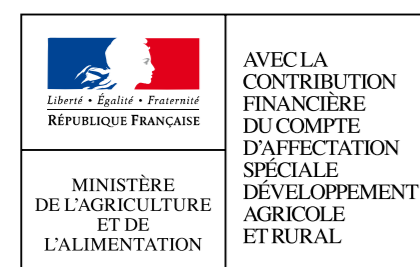 Liberté • Égalité • Fraternité
RÉPUBLIQUE FRANÇAISE
MINISTÈRE
DE L'AGRICULTURE
ET DE
L'ALIMENTATION
AVEC LA
CONTRIBUTION
FINANCIÈRE
DU COMPTE
D'AFFECTATION
SPÉCIALE
DÉVELOPPEMENT
AGRICOLE
ET RURAL